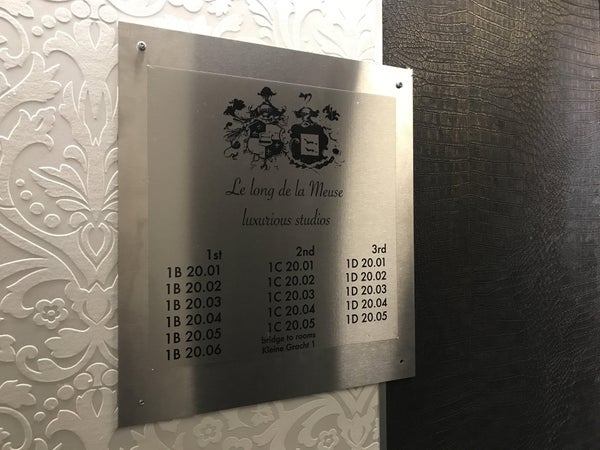 Le long de la Meuse
luxurious studios
1st
1B 20.01
1B 20.02
1B 20.03
1B 20.04
1B 20.05
1B 20.06
2nd
1C 20.01
1C 20.02
1C 20.03
1C 20.04
1C 20.05
bridge to rooms
Kleine Gracht 1
3rd
1D 20.01
1D 20.02
1D 20.03
1D 20.04
1D 20.05